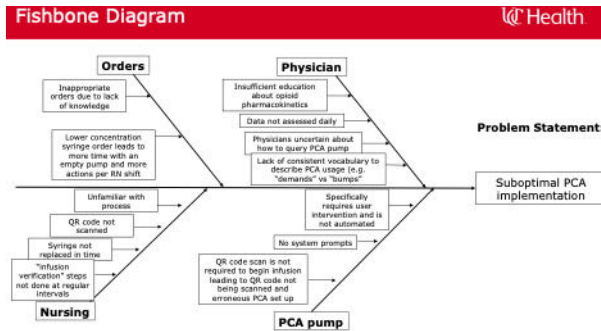 Fishbone Diagram
UC Health
Orders
Physician
Inappropriate
orders due to lack
of knowledge
Insufficient education
about opioid
pharmacokinetics
Data not assessed daily
Lower concentration
syringe order leads to
more time with an
empty pump and more
actions per RN shift
Physicians uncertain about
how to query PCA pump
Lack of consistent vocabulary to
describe PCA usage (e.g.
"demands" vs "bumps"
Problem Statement
Suboptimal PCA
implementation
Unfamiliar with
process
QR code not
scanned
Syringe not
replaced in time
"infusion
verification" steps
not done at regular
intervals
Nursing
Specifically
requires user
intervention and is
not automated
No system prompts
QR code scan is not
required to begin infusion
leading to QR code not
being scanned and
erroneous PCA set up
PCA pump